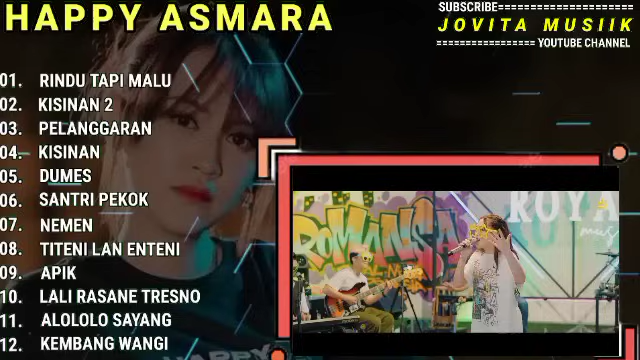 HAPPY ASMARA
SUBSCRIBE====================
JOVITA MUSIIK
=============== YOUTUBE CHANNEL
01. RINDU TAPI MALU
02. KISINAN 2
03. PELANGGARAN
04. KISINAN
05. DUMES
06. SANTRI PEKOK
07. NEMEN
08. TITENI LAN ENTENI
09. APIK
10. LALI RASANE TRESNO
11. ALOLOLO SAYANG
12. KEMBANG WANGI
ROMANSA
ROYA
mus
HAPPY